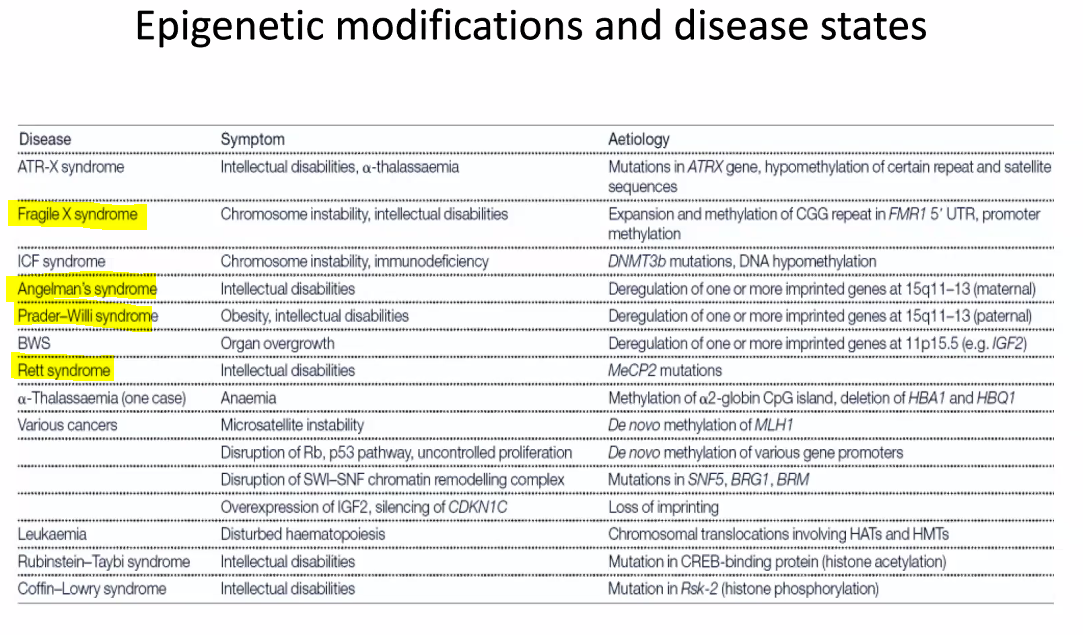 Epigenetic modifications and disease states
Disease Symptom Aetiology
ATR-X syndrome Intellectual disabilities, α-thalassaemia Mutations in ATRX gene, hypomethylation of certain repeat and satellite
sequences
Fragile X syndrome Chromosome instability, intellectual disabilities Expansion and methylation of CGG repeat in FMR1 5′ UTR, promoter
methylation
ICF syndrome Chromosome instability, immunodeficiency DNMT3b mutations, DNA hypomethylation
Angelman's syndrome Intellectual disabilities Deregulation of one or more imprinted genes at 15q11–13 (maternal)
Prader–Willi syndrome Obesity, intellectual disabilities Deregulation of one or more imprinted genes at 15q11–13 (paternal)
BWS Organ overgrowth Deregulation of one or more imprinted genes at 11p15.5 (e.g. IGF2)
Rett syndrome Intellectual disabilities MeCP2 mutations
α-Thalassaemia (one case) Anaemia Methylation of α2-globin CpG island, deletion of HBA1 and HBQ1
Various cancers Microsatellite instability De novo methylation of MLH1
Disruption of Rb, p53 pathway, uncontrolled proliferation De novo methylation of various gene promoters
Disruption of SWI–SNF chromatin remodelling complex Mutations in SNF5, BRG1, BRM
Overexpression of IGF2, silencing of CDKN1C Loss of imprinting
Leukaemia Disturbed haematopoiesis Chromosomal translocations involving HATs and HMTs
Rubinstein–Taybi syndrome Intellectual disabilities Mutation in CREB-binding protein (histone acetylation)
Coffin–Lowry syndrome Intellectual disabilities Mutation in Rsk-2 (histone phosphorylation)